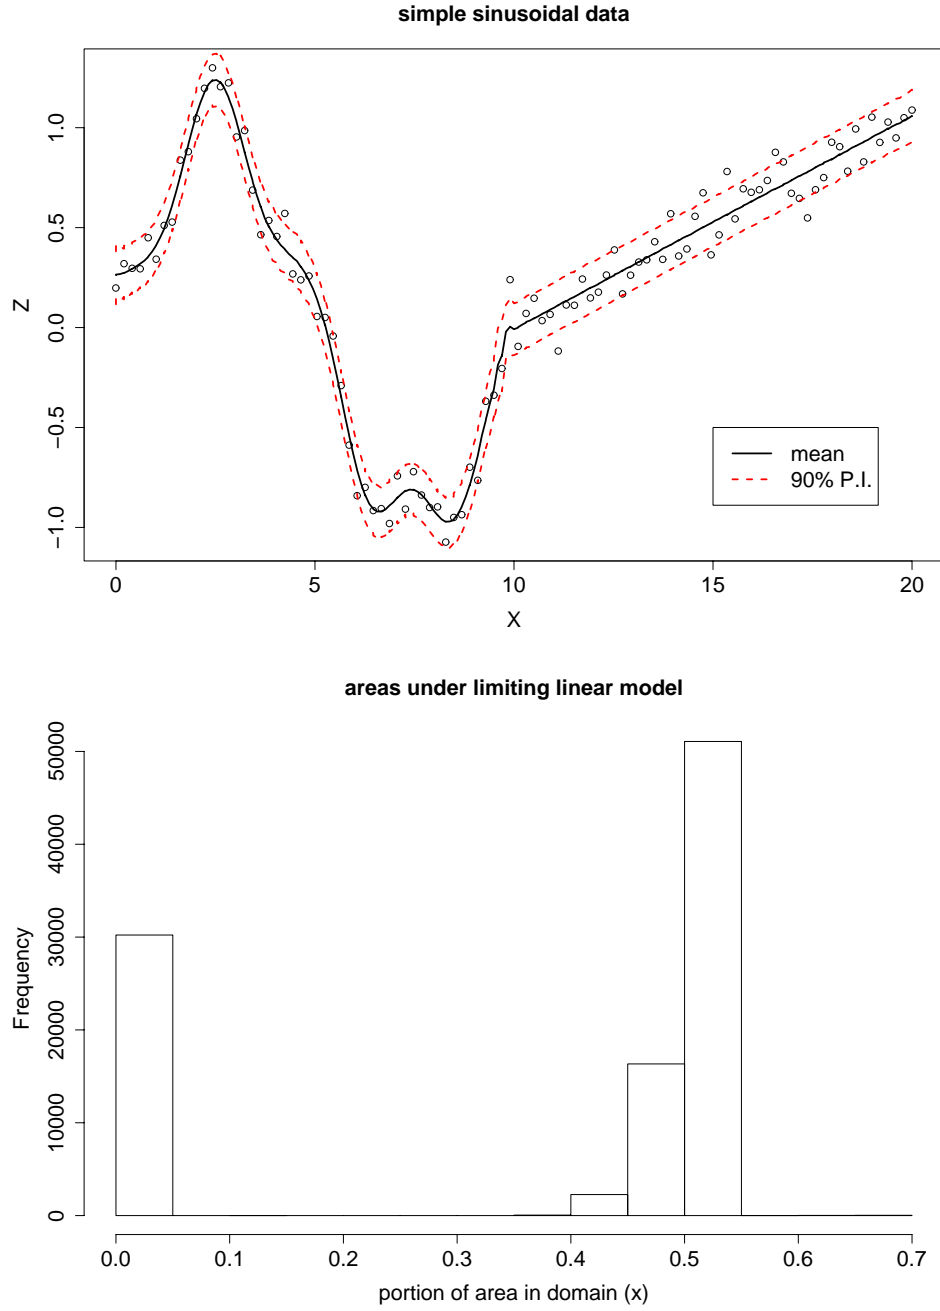 simple sinusoidal data
1.0
0.5
0.0
−0.5
−1.0
Z
mean
90% P.I.
0 5 10 15 20
X
areas under limiting linear model
50000
40000
30000
20000
10000
0
Frequency
0.0 0.1 0.2 0.3 0.4 0.5 0.6 0.7
portion of area in domain (x)